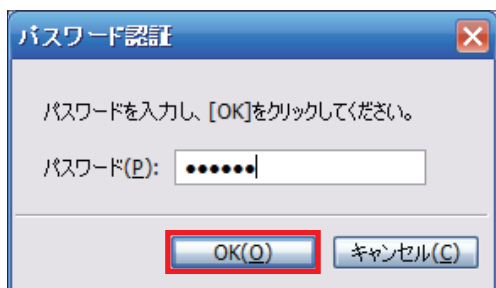 パスワード認証
パスワードを入力し、[OK]をクリックしてください。
パスワード(P): ●●●●●●
OK(O) キャンセル(C)